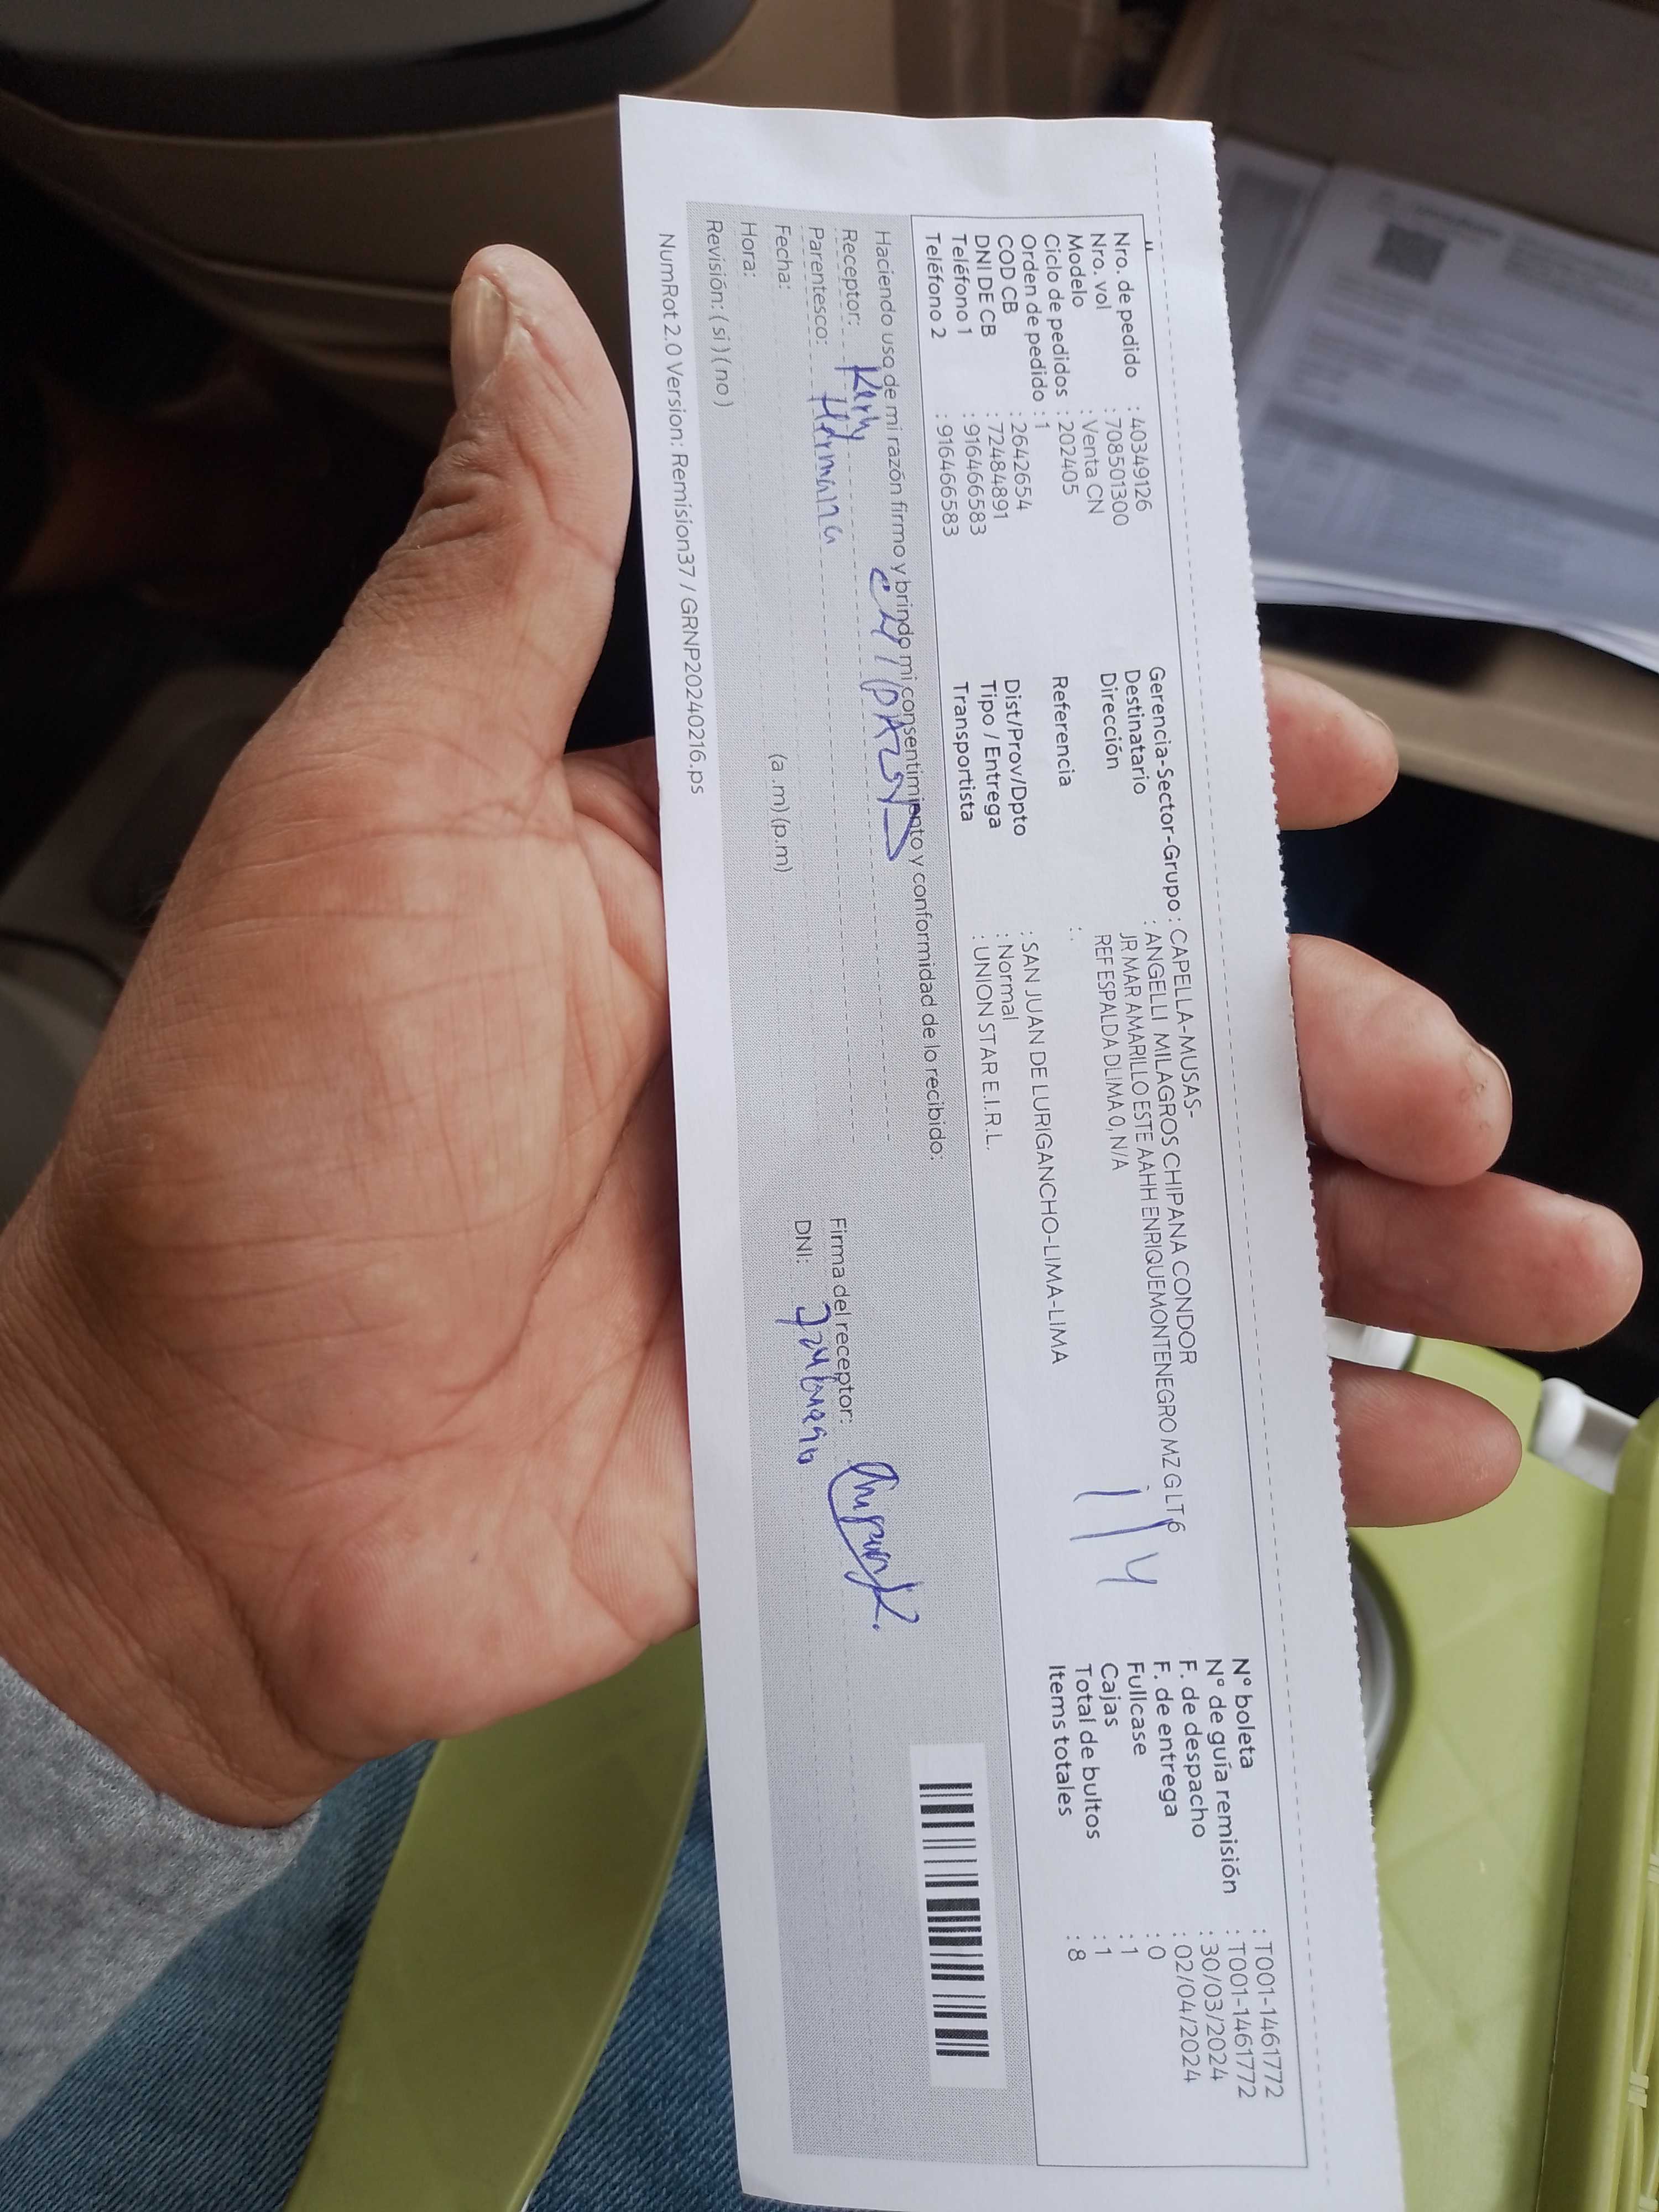 Nro. de pedido : 40349126
Nro. vol : 708501300
Modelo : Venta CN
Ciclo de pedidos : 202405
Orden de pedido : 1
COD CB : 2642654
DNI DE CB : 72484891
Teléfono 1 : 916466583
Teléfono 2 : 916466583
Gerencia-Sector-Grupo : CAPELLA-MUSAS-
Destinatario : ANGELLI MILAGROS CHIPANA CONDOR
Dirección JR MAR AMARILLO ESTE AAHH ENRIQUEMONTENEGRO MZ G LT 6
REF ESPALDA DLIMA 0, N/A
Referencia : .
Dist/Prov/Dpto : SAN JUAN DE LURIGANCHO-LIMA-LIMA
Tipo / Entrega : Normal
Transportista : UNION STAR E.I.R.L.
1/4
N° boleta : T001-1461772
N° de guía remisión : T001-1461772
F. de despacho : 30/03/2024
F. de entrega : 02/04/2024
Fullcase : 0
Cajas : 1
Total de bultos : 1
Items totales : 8
Haciendo uso de mi razón firmo y brindo mi consentimiento y conformidad de lo recibido:
Receptor:
Parentesco: Hermana
Fecha:
Hora: (a.m) (p.m)
Revisión: ( si ) ( no )
Firma del receptor:
DNI:
NumRot 2.0 Version: Remision37 / GRNP20240216.ps